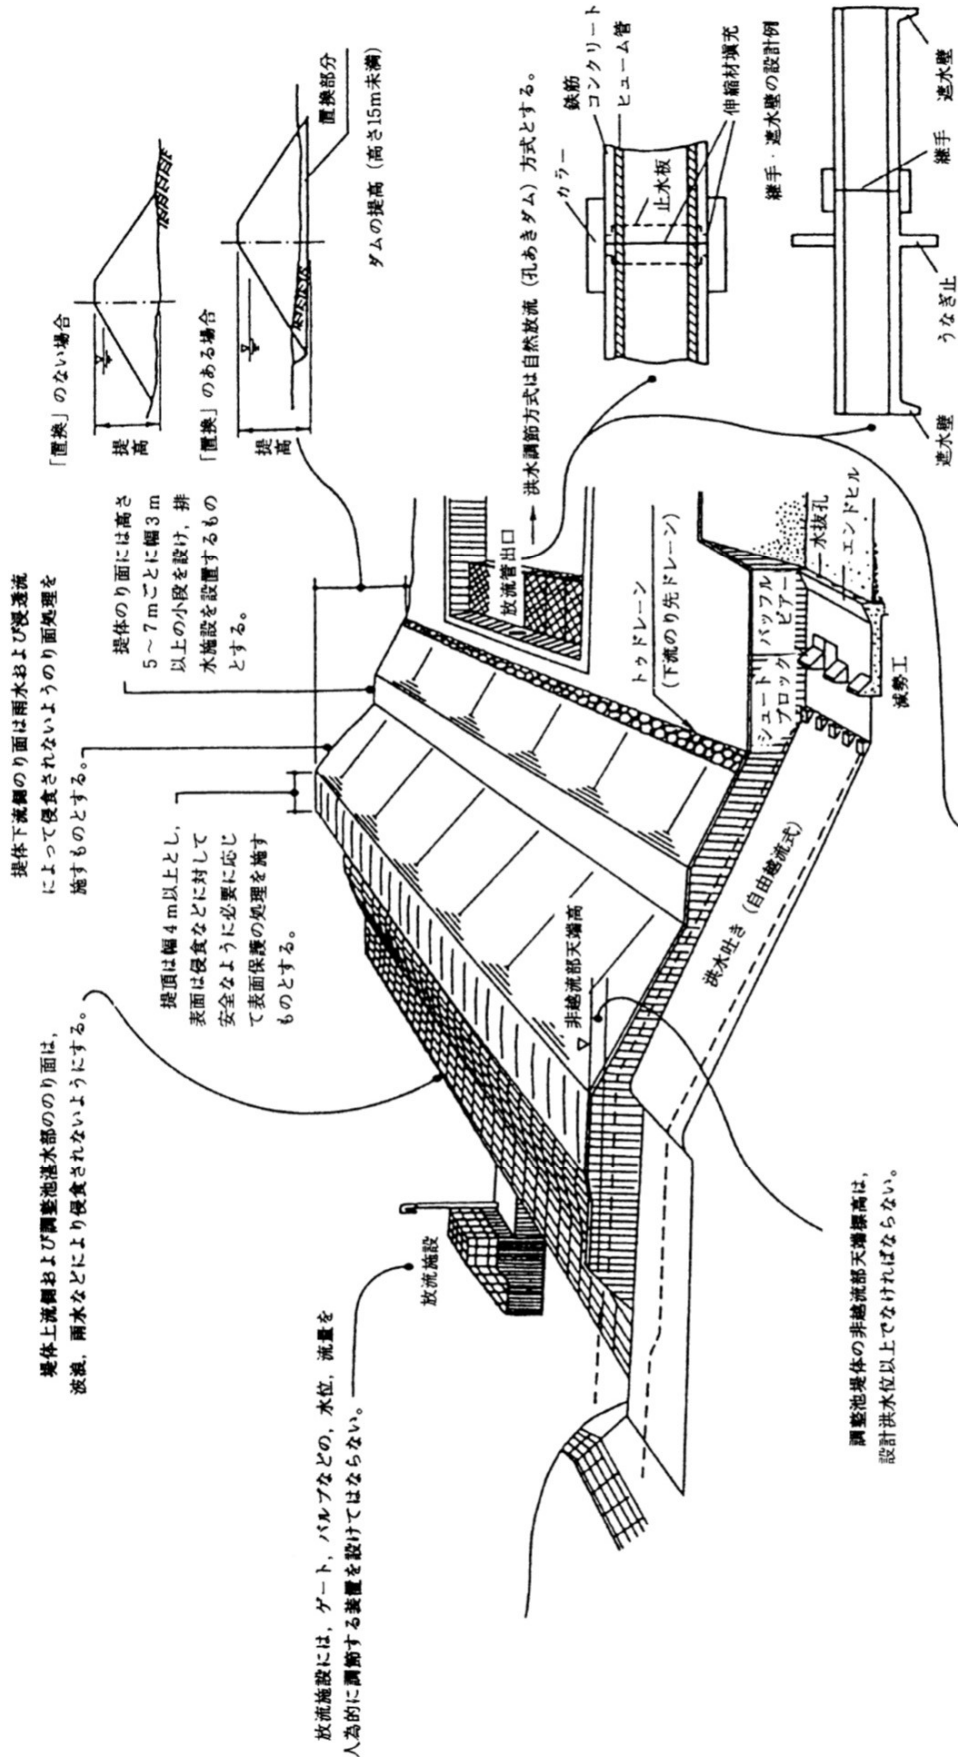 提体下流側のり面は雨水および浸透流
によって侵食されないようのり面処理を
施すものとする。
提体上流側および調整池湛水部ののり面は,
波浪, 雨水などにより侵食されないようにする。
提体のり面には高さ
5～7mごとに幅3m
以上の小段を設け, 排
水施設を設置するもの
とする。
提頂は幅4m以上とし,
表面は侵食などに対して
安全なように必要に応じ
て表面保護の処理を施す
ものとする。
「置換」のない場合
提高
「置換」のある場合
提高
置換部分
ダムの提高 (高さ15m未満)
放流施設には, ゲート, バルブなどの, 水位, 流量を
人為的に調節する装置を設けてはならない。
放流施設
非越流部天端高
放流管出口
洪水調節方式は自然放流 (孔あきダム) 方式とする。
トゥドレーン
(下流のり先ドレーン)
カラー
鉄筋
コンクリート
ヒューム管
止水板
伸縮材填充
継手・遮水壁の設計例
シュート
ブロック
バッフル
ピアー
水抜孔
エンドヒル
減勢工
洪水吐き (自由越流式)
調整池堤体の非越流部天端標高は,
設計洪水位以上でなければならない。
遮水壁
うなぎ止
継手
遮水壁